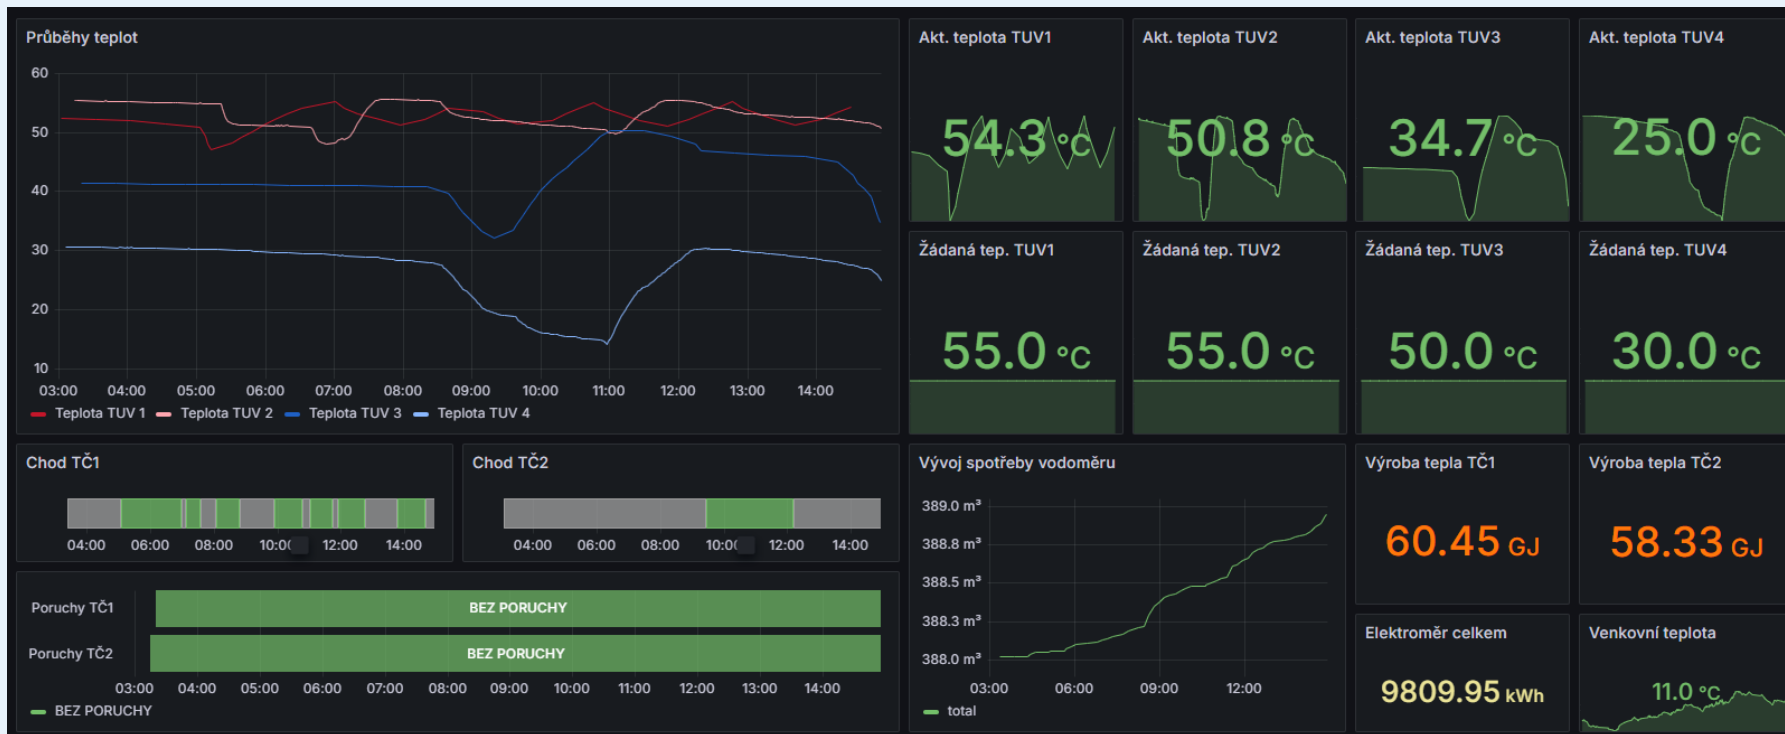 Průběhy teplot
60
50
40
30
20
10
03:00 04:00 05:00 06:00 07:00 08:00 09:00 10:00 11:00 12:00 13:00 14:00
Teplota TUV 1 Teplota TUV 2 Teplota TUV 3 Teplota TUV 4
Akt. teplota TUV1
54.3 °C
Akt. teplota TUV2
50.8 °C
Akt. teplota TUV3
34.7 °C
Akt. teplota TUV4
25.0 °C
Žádaná tep. TUV1
55.0 °C
Žádaná tep. TUV2
55.0 °C
Žádaná tep. TUV3
50.0 °C
Žádaná tep. TUV4
30.0 °C
Chod TČ1
04:00 06:00 08:00 10:00 12:00 14:00
Chod TČ2
04:00 06:00 08:00 10:00 12:00 14:00
Poruchy TČ1 BEZ PORUCHY
Poruchy TČ2 BEZ PORUCHY
03:00 04:00 05:00 06:00 07:00 08:00 09:00 10:00 11:00 12:00 13:00 14:00
BEZ PORUCHY
Vývoj spotřeby vodoměru
389.0 m³
388.8 m³
388.5 m³
388.3 m³
388.0 m³
03:00 06:00 09:00 12:00
total
Výroba tepla TČ1
60.45 GJ
Výroba tepla TČ2
58.33 GJ
Elektroměr celkem
9809.95 kWh
Venkovní teplota
11.0 °C